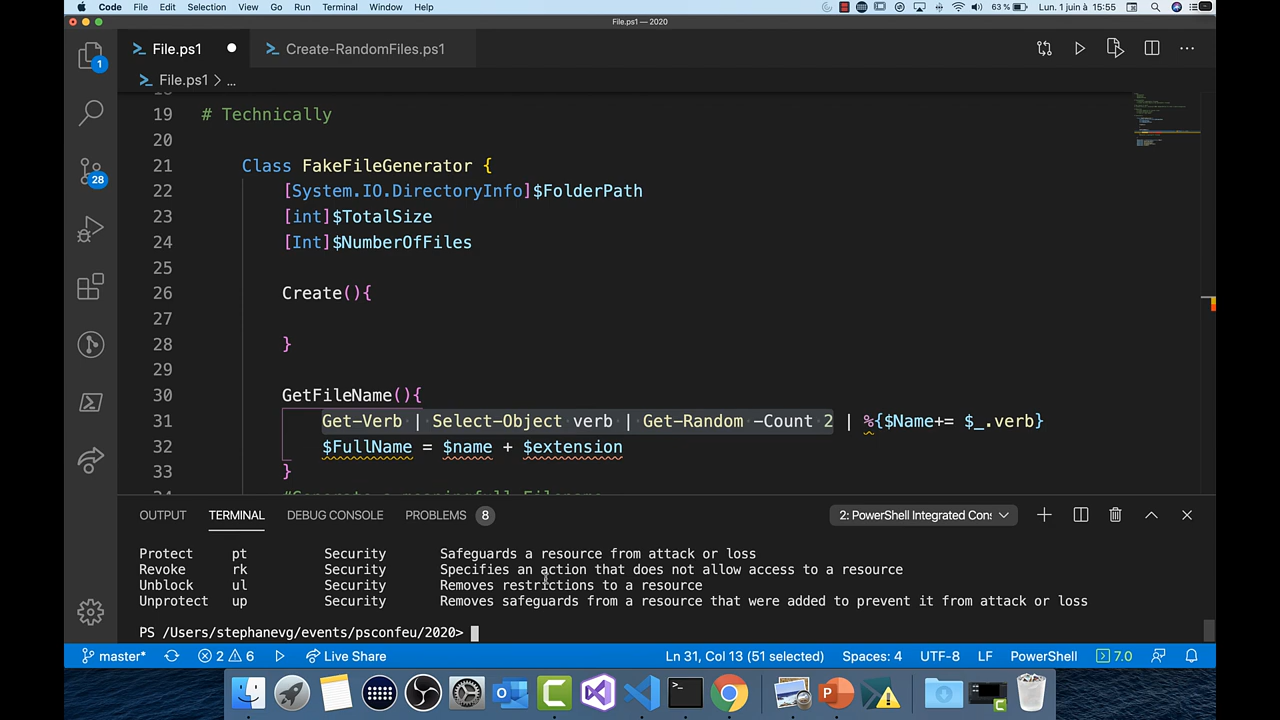 Code File Edit Selection View Go Run Terminal Window Help 63 % Lun. 1 juin à 15:55
File.ps1 — 2020
File.ps1 Create-RandomFiles.ps1
File.ps1 > ...
1
28
19 # Technically
20
21 Class FakeFileGenerator {
22 [System.IO.DirectoryInfo]$FolderPath
23 [int]$TotalSize
24 [Int]$NumberOfFiles
25
26 Create(){
27
28 }
29
30 GetFileName(){
31 Get-Verb | Select-Object verb | Get-Random -Count 2 | %{$Name+= $_.verb}
32 $FullName = $name + $extension
33 }
OUTPUT TERMINAL DEBUG CONSOLE PROBLEMS 8 2: PowerShell Integrated Cons
Protect pt Security Safeguards a resource from attack or loss
Revoke rk Security Specifies an action that does not allow access to a resource
Unblock ul Security Removes restrictions to a resource
Unprotect up Security Removes safeguards from a resource that were added to prevent it from attack or loss
PS /Users/stephanevg/events/psconfeu/2020>
master* 2 6 Live Share Ln 31, Col 13 (51 selected) Spaces: 4 UTF-8 LF PowerShell 7.0